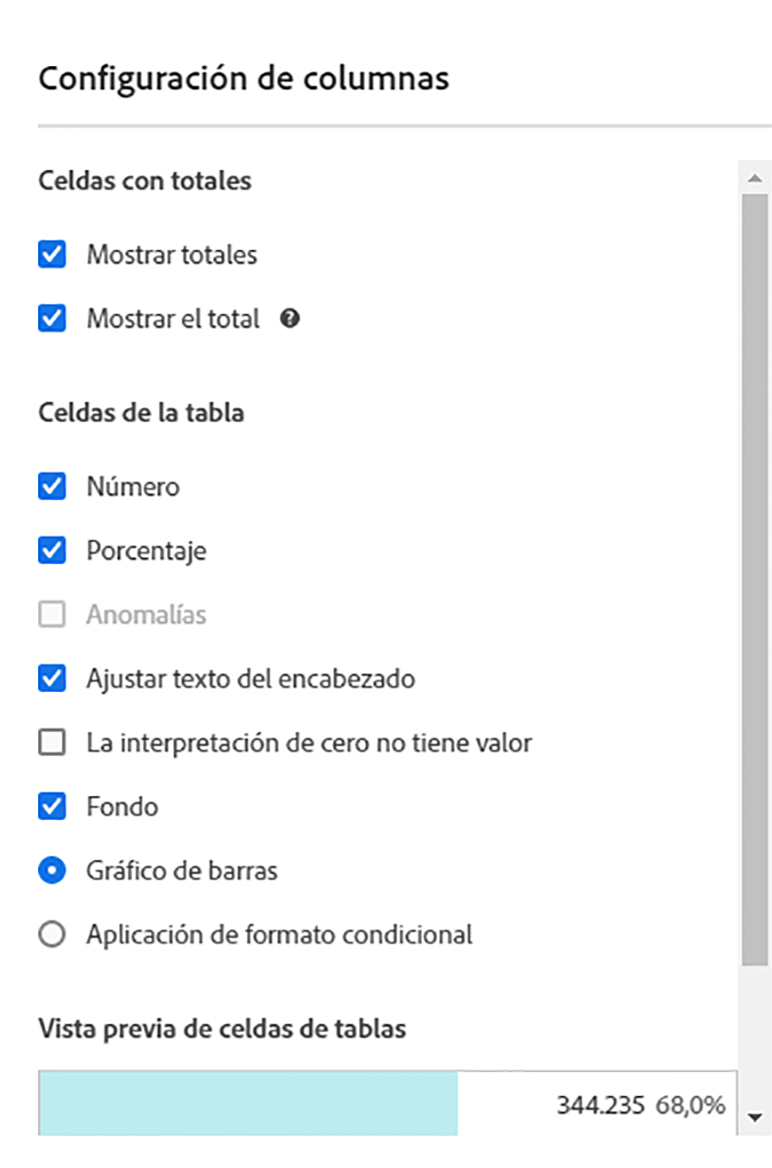 Configuración de columnas
Celdas con totales
Mostrar totales
Mostrar el total ?
Celdas de la tabla
Número
Porcentaje
Anomalías
Ajustar texto del encabezado
La interpretación de cero no tiene valor
Fondo
Gráfico de barras
Aplicación de formato condicional
Vista previa de celdas de tablas
344.235 68,0%